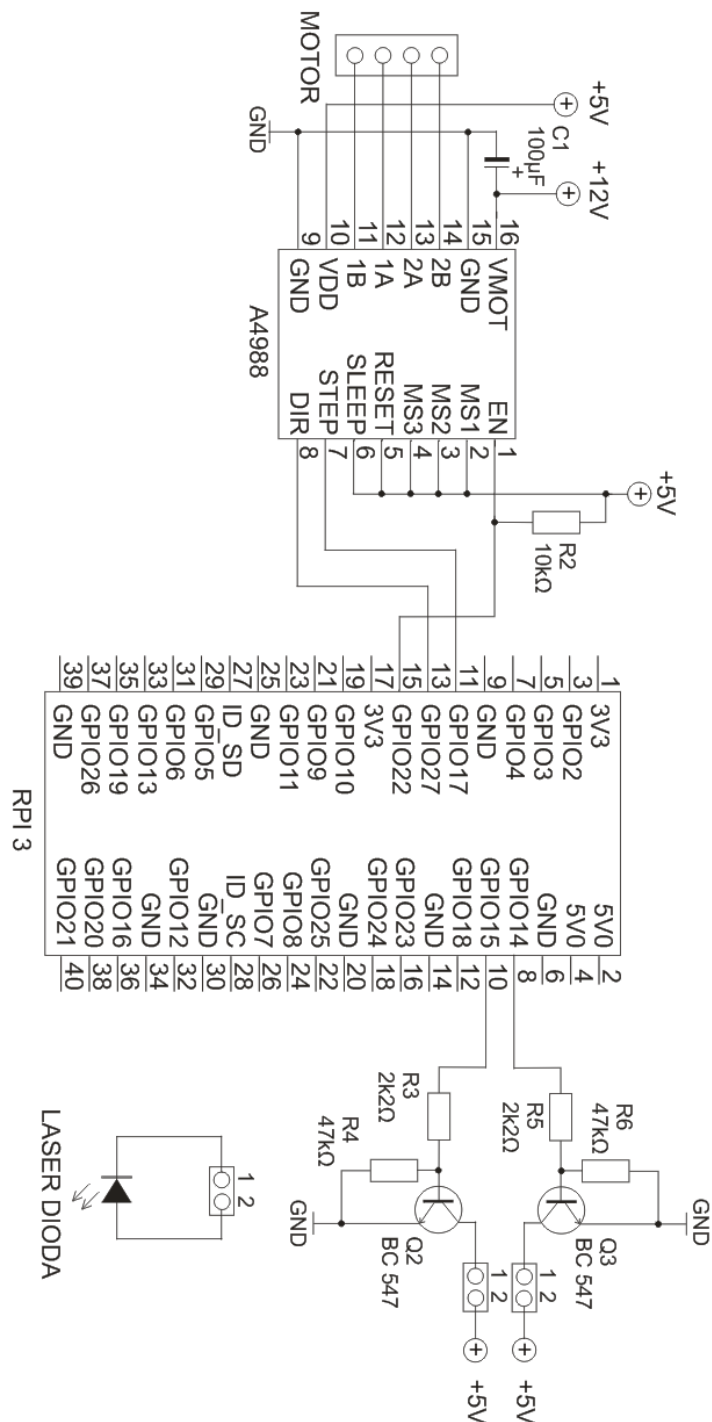 MOTOR
+5V
C1
100µF
+12V
GND
16 VMOT
15 GND
14 2B
13 2A
12 1A
11 1B
10 VDD
9 GND
A4988
EN 1
MS1 2
MS2 3
MS3 4
RESET 5
SLEEP 6
STEP 7
DIR 8
+5V
R2
10kΩ
1 3V3
3 GPIO2
5 GPIO3
7 GPIO4
9 GND
11 GPIO17
13 GPIO27
15 GPIO22
17 3V3
19 GPIO10
21 GPIO9
23 GPIO11
25 GND
27 ID_SD
29 GPIO5
31 GPIO6
33 GPIO13
35 GPIO19
37 GPIO26
39 GND
RPI 3
5V0 2
5V0 4
GND 6
GPIO14 8
GPIO15 10
GPIO18 12
GND 14
GPIO23 16
GPIO24 18
GND 20
GPIO25 22
GPIO8 24
GPIO7 26
ID_SC 28
GND 30
GPIO12 32
GND 34
GPIO16 36
GPIO20 38
GPIO21 40
R6
47kΩ
R5
2k2Ω
GND
Q3
BC 547
1 2
+5V
R3
2k2Ω
R4
47kΩ
GND
Q2
BC 547
1 2
+5V
1 2
LASER DIODA